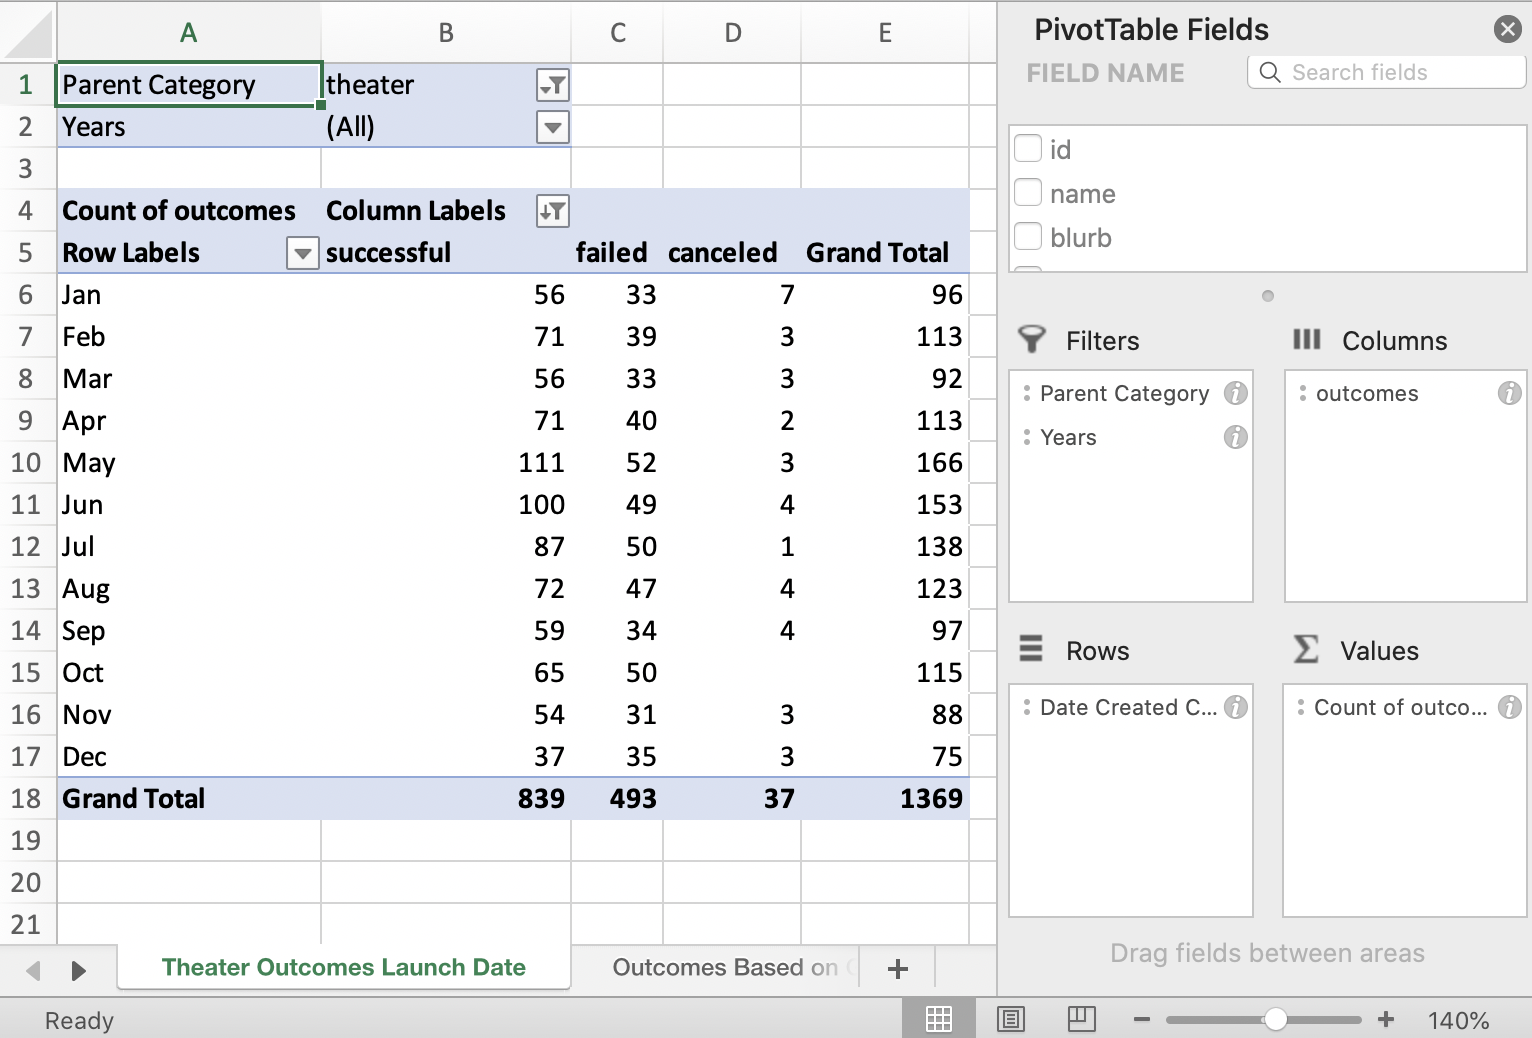 A B C D E
1 Parent Category theater
2 Years (All)
3
4 Count of outcomes Column Labels
5 Row Labels successful failed canceled Grand Total
6 Jan 56 33 7 96
7 Feb 71 39 3 113
8 Mar 56 33 3 92
9 Apr 71 40 2 113
10 May 111 52 3 166
11 Jun 100 49 4 153
12 Jul 87 50 1 138
13 Aug 72 47 4 123
14 Sep 59 34 4 97
15 Oct 65 50 115
16 Nov 54 31 3 88
17 Dec 37 35 3 75
18 Grand Total 839 493 37 1369
19
20
21
Theater Outcomes Launch Date Outcomes Based on
Ready 140%
PivotTable Fields
FIELD NAME Search fields
id
name
blurb
Filters Columns
Parent Category outcomes
Years
Rows Values
Date Created C... Count of outco...
Drag fields between areas